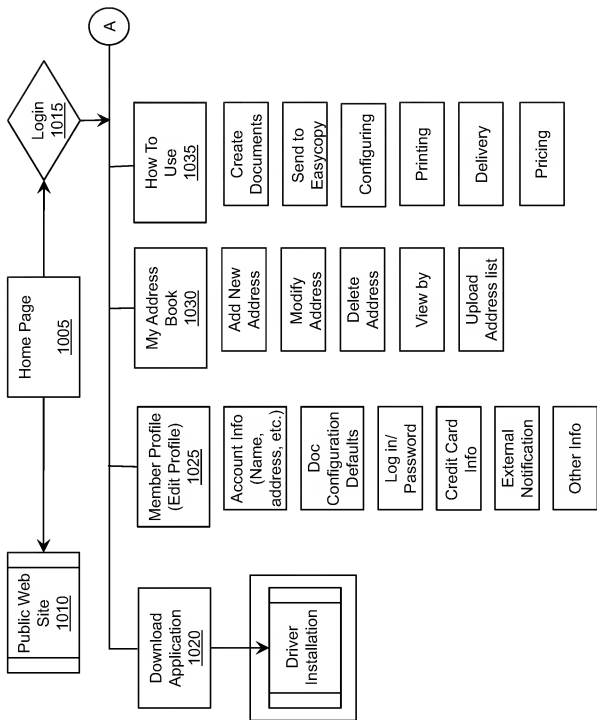 Public Web
Site
1010
Home Page
1005
Login
1015
A
Download
Application
1020
Driver
Installation
Member Profile
(Edit Profile)
1025
Account Info
(Name,
address, etc.)
Doc
Configuration
Defaults
Log in/
Password
Credit Card
Info
External
Notification
Other Info
My Address
Book
1030
Add New
Address
Modify
Address
Delete
Address
View by
Upload
Address list
How To
Use
1035
Create
Documents
Send to
Easycopy
Configuring
Printing
Delivery
Pricing